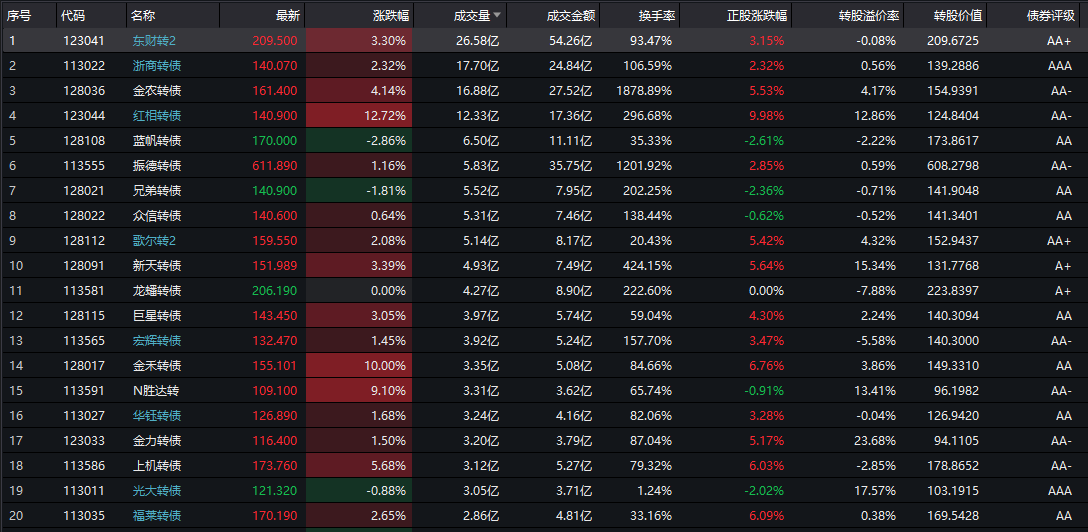 序号 代码 名称 最新 涨跌幅 成交量 成交金额 换手率 正股涨跌幅 转股溢价率 转股价值 债券评级
1 123041 东财转2 209.500 3.30% 26.58亿 54.26亿 93.47% 3.15% -0.08% 209.6725 AA+
2 113022 浙商转债 140.070 2.32% 17.70亿 24.84亿 106.59% 2.32% 0.56% 139.2886 AAA
3 128036 金农转债 161.400 4.14% 16.88亿 27.52亿 1878.89% 5.53% 4.17% 154.9391 AA-
4 123044 红相转债 140.900 12.72% 12.33亿 17.36亿 296.68% 9.98% 12.86% 124.8404 AA-
5 128108 蓝帆转债 170.000 -2.86% 6.50亿 11.11亿 35.33% -2.61% -2.22% 173.8617 AA
6 113555 振德转债 611.890 1.16% 5.83亿 35.75亿 1201.92% 2.85% 0.59% 608.2798 AA-
7 128021 兄弟转债 140.900 -1.81% 5.52亿 7.95亿 202.25% -2.36% -0.71% 141.9048 AA
8 128022 众信转债 140.600 0.64% 5.31亿 7.46亿 138.44% -0.62% -0.52% 141.3401 AA
9 128112 歌尔转2 159.550 2.08% 5.14亿 8.17亿 20.43% 5.42% 4.32% 152.9437 AA+
10 128091 新天转债 151.989 3.39% 4.93亿 7.49亿 424.15% 5.64% 15.34% 131.7768 A+
11 113581 龙蟠转债 206.190 0.00% 4.27亿 8.90亿 222.60% 0.00% -7.88% 223.8397 A+
12 128115 巨星转债 143.450 3.05% 3.97亿 5.74亿 59.04% 4.30% 2.24% 140.3094 AA
13 113565 宏辉转债 132.470 1.45% 3.92亿 5.24亿 157.70% 3.47% -5.58% 140.3000 AA-
14 128017 金禾转债 155.101 10.00% 3.35亿 5.08亿 84.66% 6.76% 3.86% 149.3310 AA
15 113591 N胜达转 109.100 9.10% 3.31亿 3.62亿 65.74% -0.91% 13.41% 96.1982 AA-
16 113027 华钰转债 126.890 1.68% 3.24亿 4.16亿 82.06% 3.28% -0.04% 126.9420 AA
17 123033 金力转债 116.400 1.50% 3.20亿 3.79亿 87.04% 5.17% 23.68% 94.1105 AA-
18 113586 上机转债 173.760 5.68% 3.12亿 5.27亿 79.32% 6.03% -2.85% 178.8652 AA-
19 113011 光大转债 121.320 -0.88% 3.05亿 3.71亿 1.24% -2.02% 17.57% 103.1915 AAA
20 113035 福莱转债 170.190 2.65% 2.86亿 4.81亿 33.16% 6.09% 0.38% 169.5428 AA